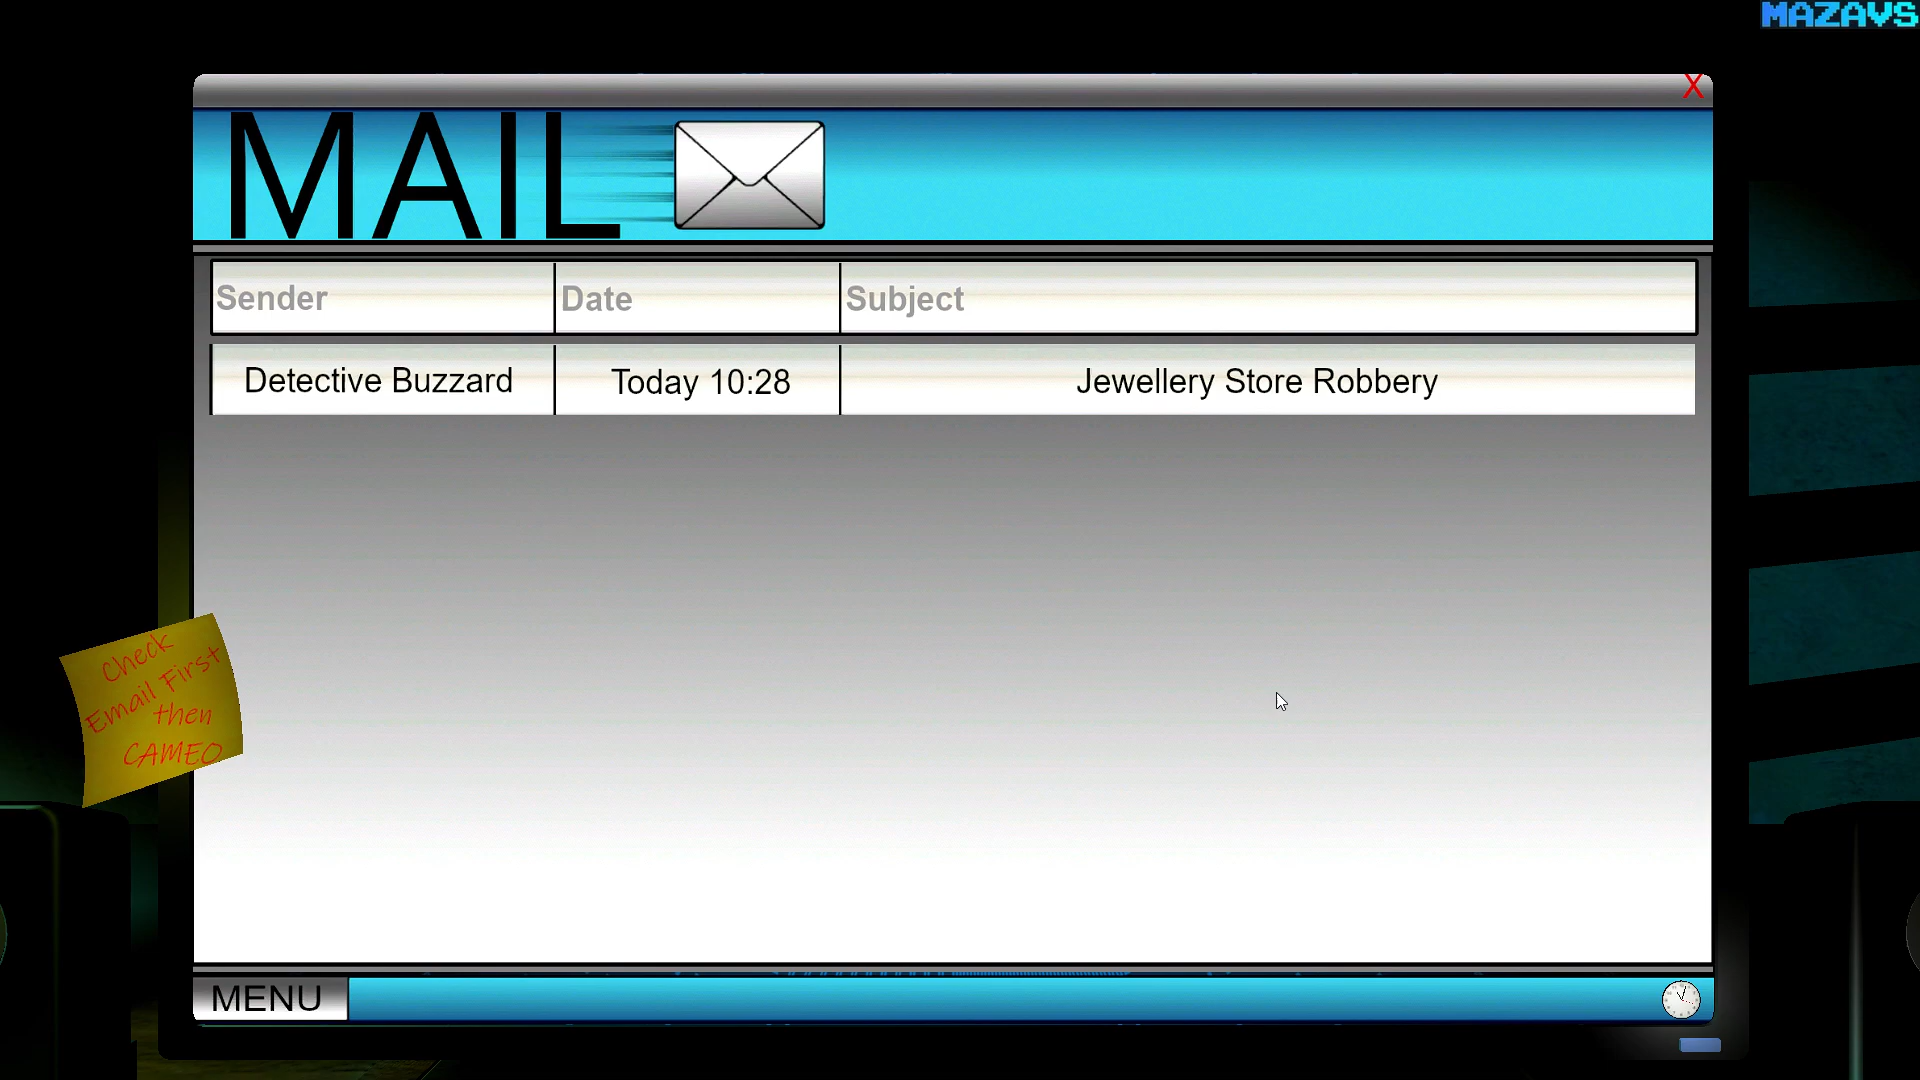 MAZAVS
X
MAIL
Sender Date Subject
Detective Buzzard Today 10:28 Jewellery Store Robbery
Check
Email First
then
CAMEO
MENU